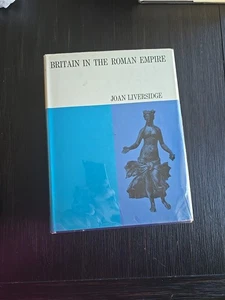 BRITAIN IN THE ROMAN EMPIRE
JOAN LIVERSIDGE